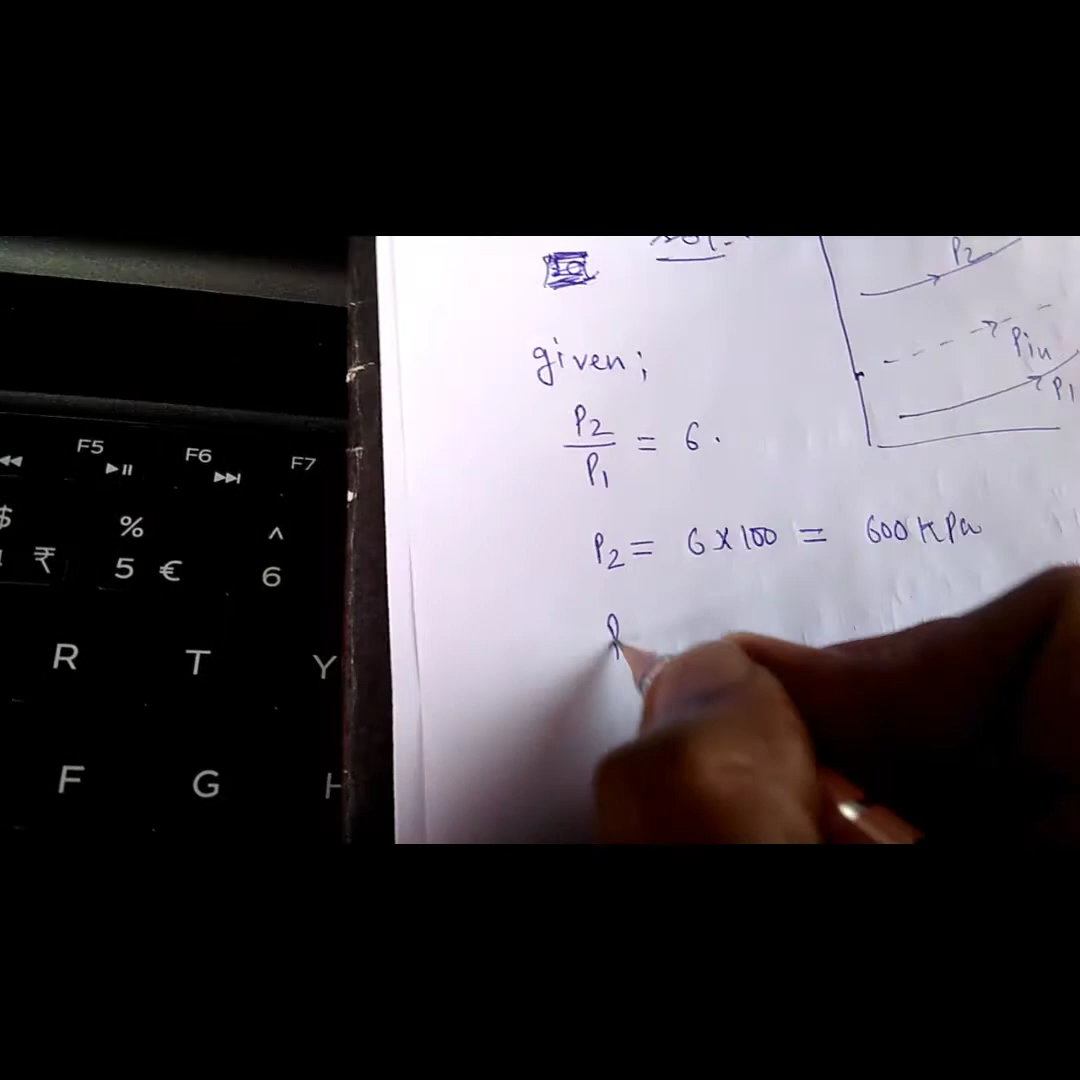 P2
Pin
P1
given;
P2/P1 = 6.
P2 = 6 × 100 = 600 KPa
P
F5
F6
F7
$
%
^
₹
5 €
6
R T Y
F G H